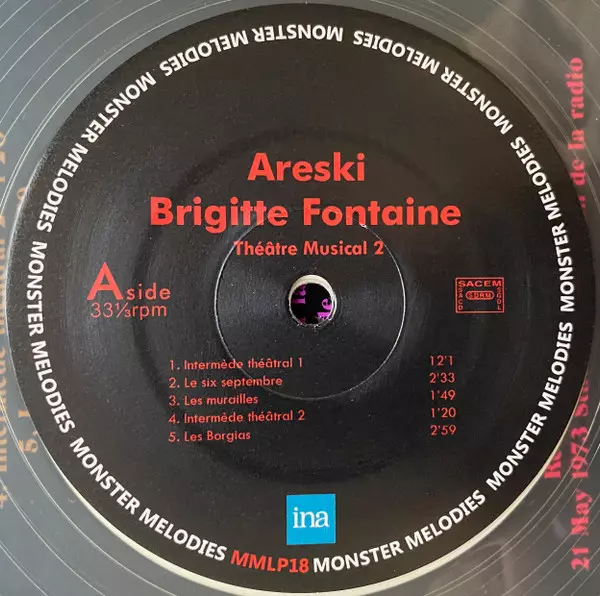 MONSTER MELODIES MONSTER MELODIES MONSTER MELODIES MONSTER MELODIES MONSTER MELODIES MONSTER MELODIES MONSTER MELODIES MONSTER MELODIES
Areski
Brigitte Fontaine
Théâtre Musical 2
A side
33⅓rpm
SACEM
SACD
SDRM
SGDL
1. Intermède théâtral 1 12'1
2. Le six septembre 2'33
3. Les murailles 1'49
4. Intermède théâtral 2 1'20
5. Les Borgias 2'59
ina
MMLP18
de la radio
21 May 1973